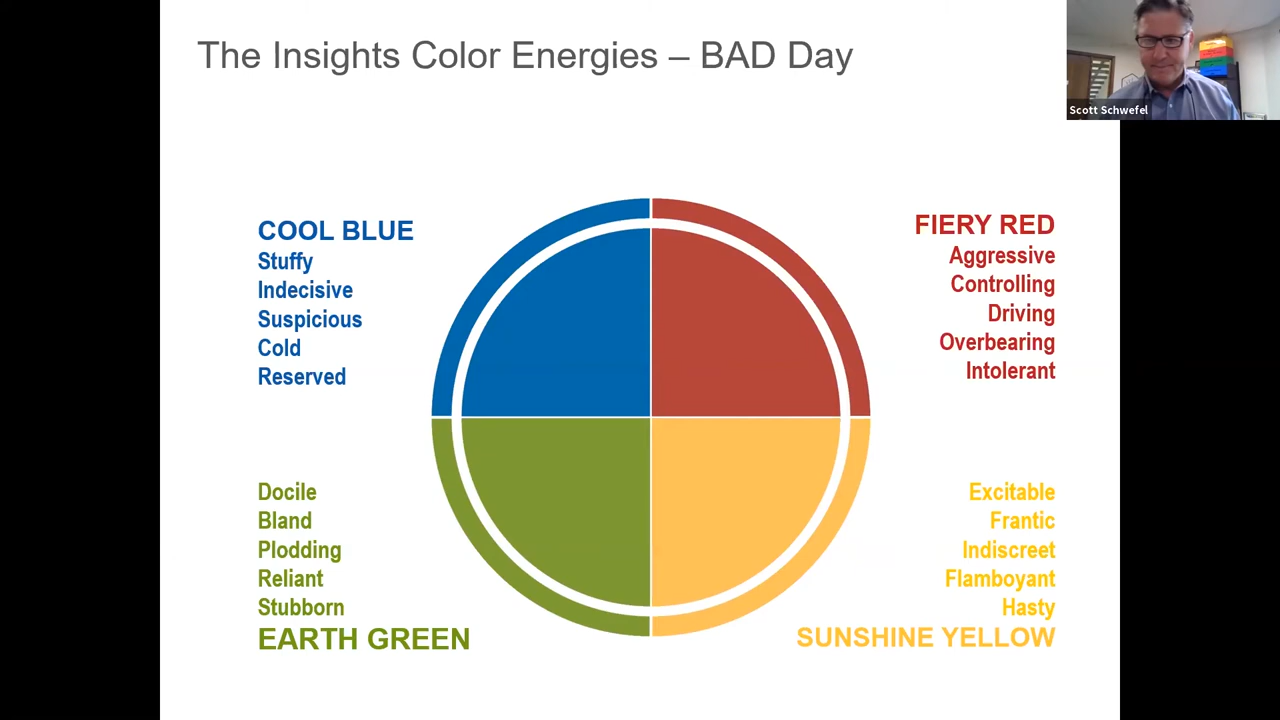 The Insights Color Energies – BAD Day
Scott Schwefel
COOL BLUE
Stuffy
Indecisive
Suspicious
Cold
Reserved
FIERY RED
Aggressive
Controlling
Driving
Overbearing
Intolerant
Docile
Bland
Plodding
Reliant
Stubborn
EARTH GREEN
Excitable
Frantic
Indiscreet
Flamboyant
Hasty
SUNSHINE YELLOW